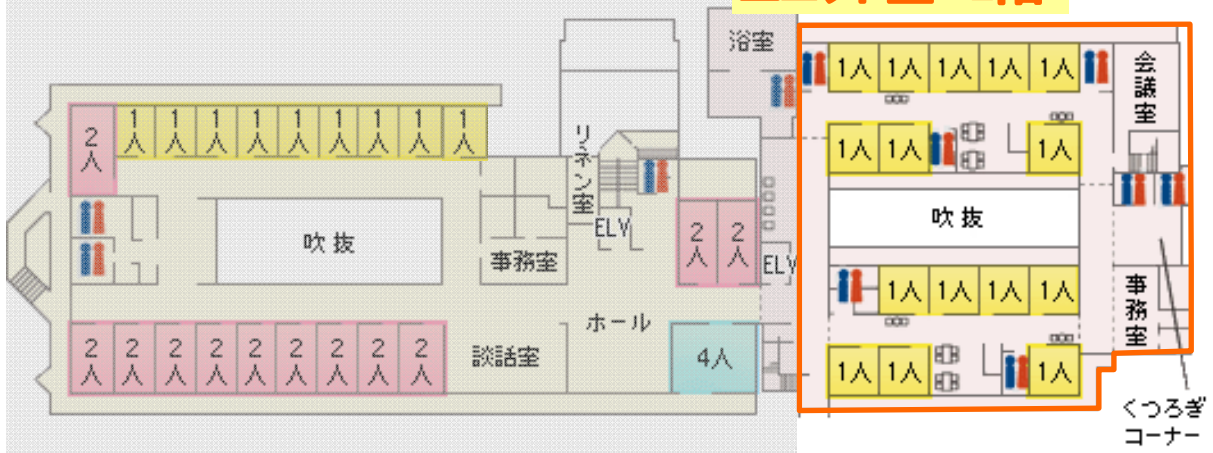 浴室
1人 1人 1人 1人 1人
会議室
2人
1人 1人 1人 1人 1人 1人 1人 1人 1人
リネン室
1人 1人 1人
吹抜
ELV
2人 2人
吹抜
事務室
ELV
1人 1人 1人 1人
事務室
ホール
2人 2人 2人 2人 2人 2人 2人 2人 2人
談話室
4人
1人 1人 1人
くつろぎ
コーナー